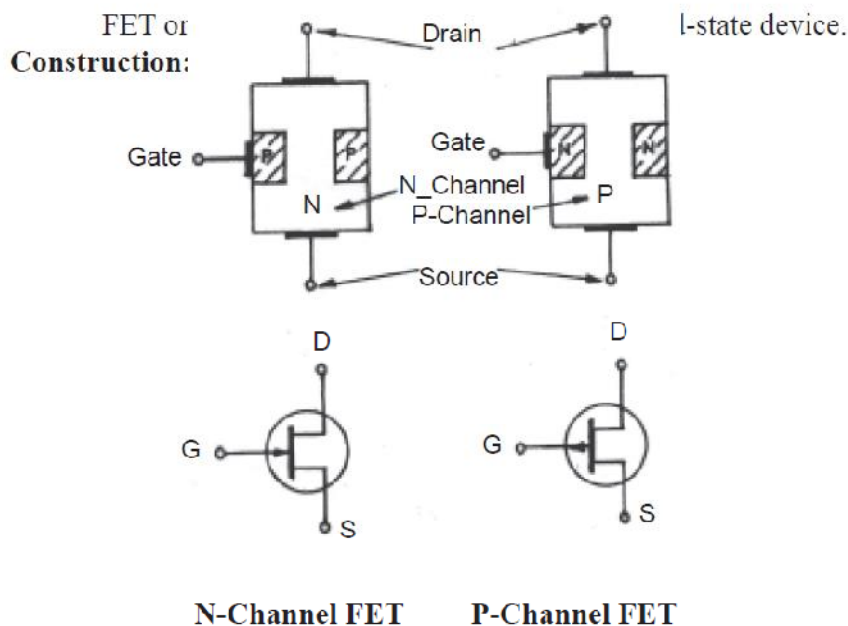 FET or
l-state device.
Construction:
Drain
Gate
P
P
N
Gate
N
N
P
N_Channel
P-Channel
Source
D
G
S
D
G
S
N-Channel FET
P-Channel FET